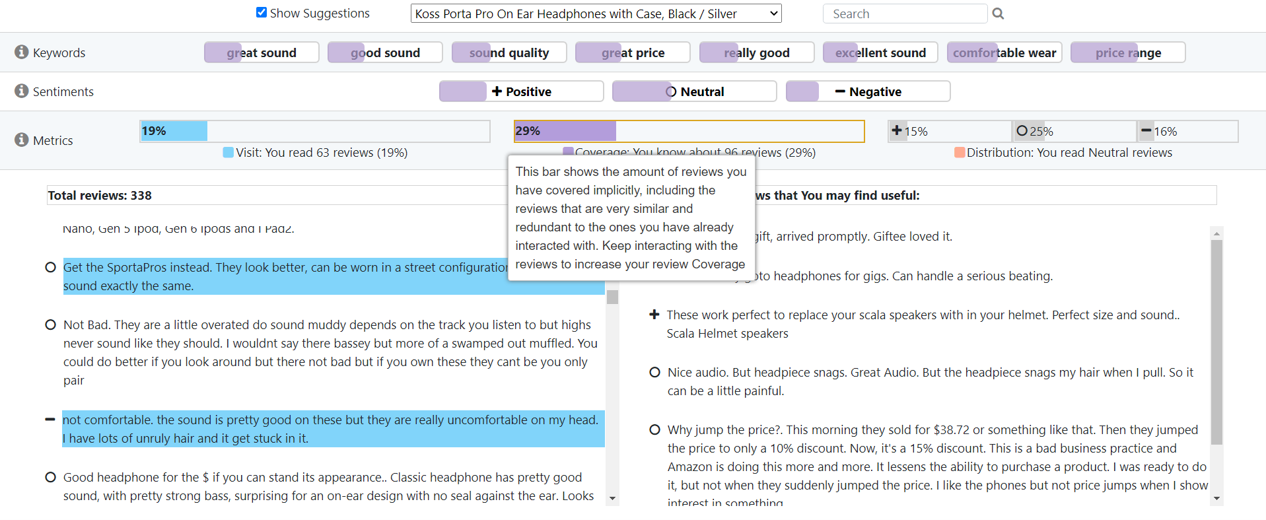 Show Suggestions
Koss Porta Pro On Ear Headphones with Case, Black / Silver
Search
Keywords
great sound
good sound
sound quality
great price
really good
excellent sound
comfortable wear
price range
Sentiments
Positive
Neutral
Negative
Metrics
19%
29%
15%
25%
16%
Visit: You read 63 reviews (19%)
Coverage: You know about 96 reviews (29%)
Distribution: You read Neutral reviews
This bar shows the amount of reviews you
have covered implicitly, including the
reviews that are very similar and
redundant to the ones you have already
interacted with. Keep interacting with the
reviews to increase your review Coverage
Total reviews: 338
Nano, Gen 5 Ipod, Gen 6 Ipods and I Pad2.
Get the SportaPros instead. They look better, can be worn in a street
sound exactly the same.
Not Bad. They are a little overated do sound muddy depends on the track you listen to but highs
never sound like they should. I wouldnt say there bassey but more of a swamped out muffled. You
could do better if you look around but there not bad but if you own these they cant be you only
pair
not comfortable. the sound is pretty good on these but they are really uncomfortable on my head.
I have lots of unruly hair and it get stuck in it.
Good headphone for the $ if you can stand its appearance.. Classic headphone has pretty good
sound, with pretty strong bass, surprising for an on-ear design with no seal against the ear. Looks
that You may find useful:
gift, arrived promptly. Giftee loved it.
goto headphones for gigs. Can handle a serious beating.
These work perfect to replace your scala speakers with in your helmet. Perfect size and sound..
Scala Helmet speakers
Nice audio. But headpiece snags. Great Audio. But the headpiece snags my hair when I pull. So it
can be a little painful.
Why jump the price?. This morning they sold for $38.72 or something like that. Then they jumped
the price to only a 10% discount. Now, it's a 15% discount. This is a bad business practice and
Amazon is doing this more and more. It lessens the ability to purchase a product. I was ready to do
it, but not when they suddenly jumped the price. I like the phones but not price jumps when I show
interest in something